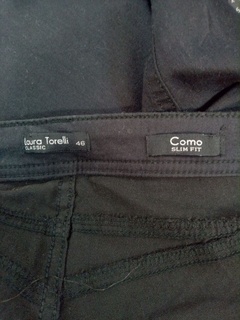 Laura Torelli
CLASSIC
46
Como
SLIM FIT